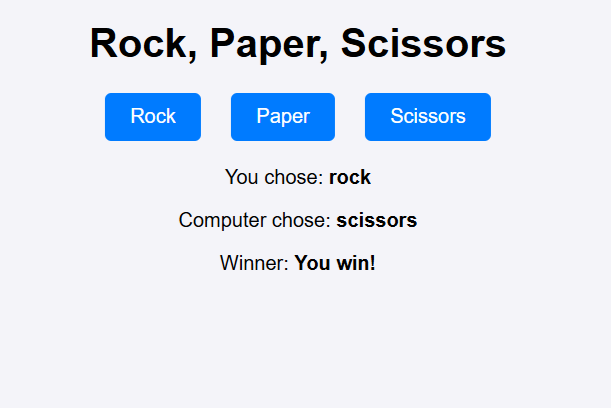 Rock, Paper, Scissors
Rock Paper Scissors
You chose: rock
Computer chose: scissors
Winner: You win!